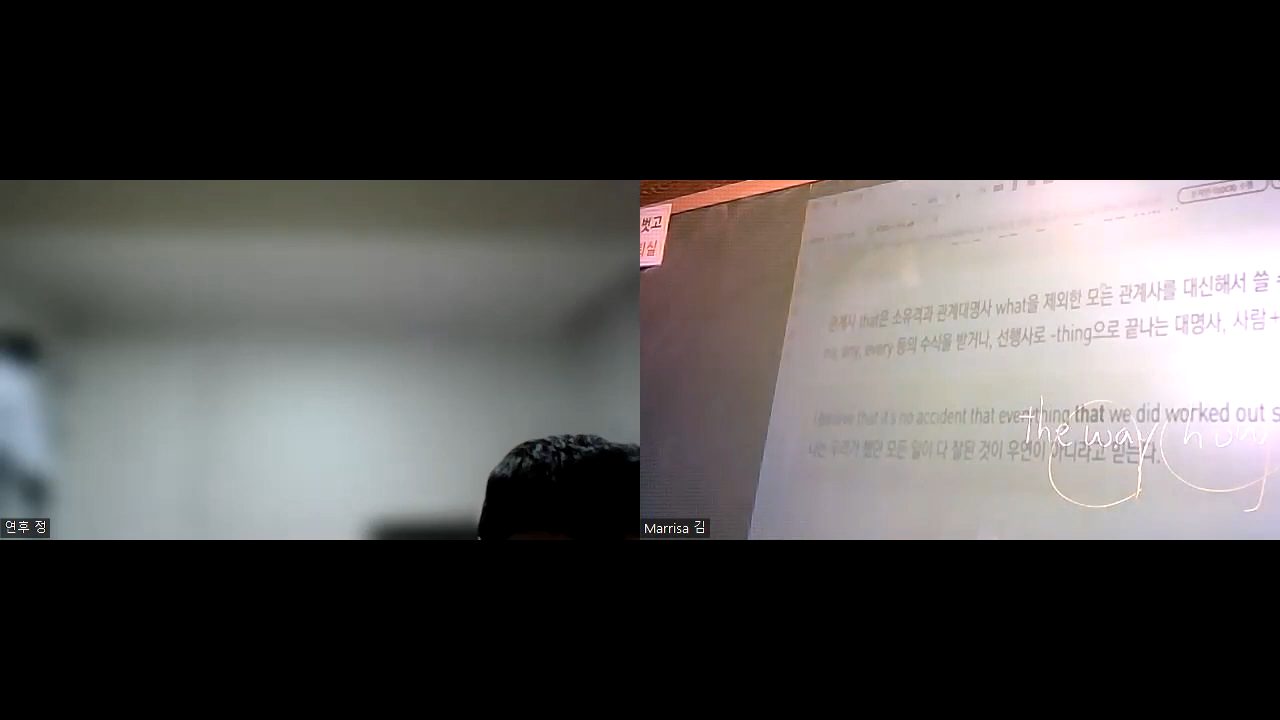 벗고
관계사 that은 소유격과 관계대명사 what을 제외한 모든 관계사를 대신해서 쓸
no, any, every 등의 수식을 받거나, 선행사로 -thing으로 끝나는 대명사, 사람+
I believe that it's no accident that everything that we did worked out s
the way how
나는 우리가 했던 모든 일이 다 잘된 것이 우연이 아니라고 믿는다.
연후 정
Marrisa 김